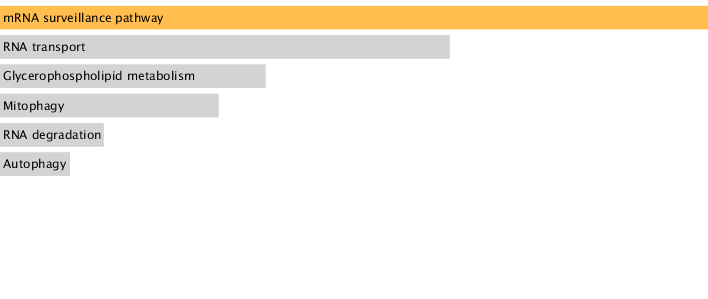 mRNA surveillance pathway
RNA transport
Glycerophospholipid metabolism
Mitophagy
RNA degradation
Autophagy